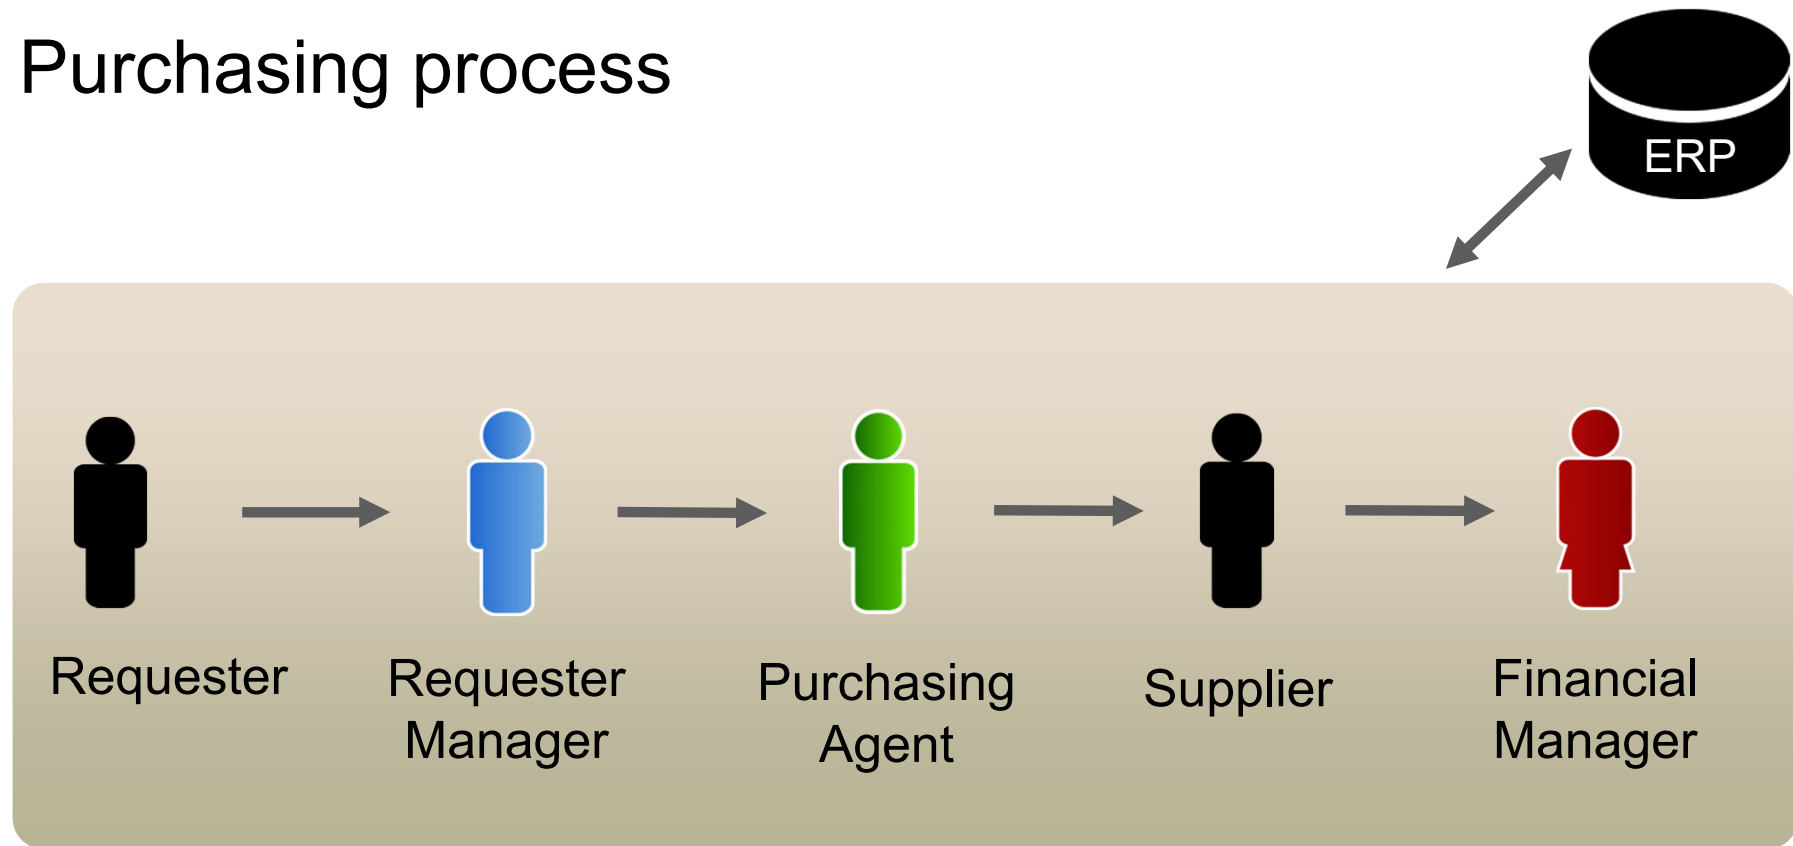 Purchasing process
ERP
Requester
Requester
Manager
Purchasing
Agent
Supplier
Financial
Manager